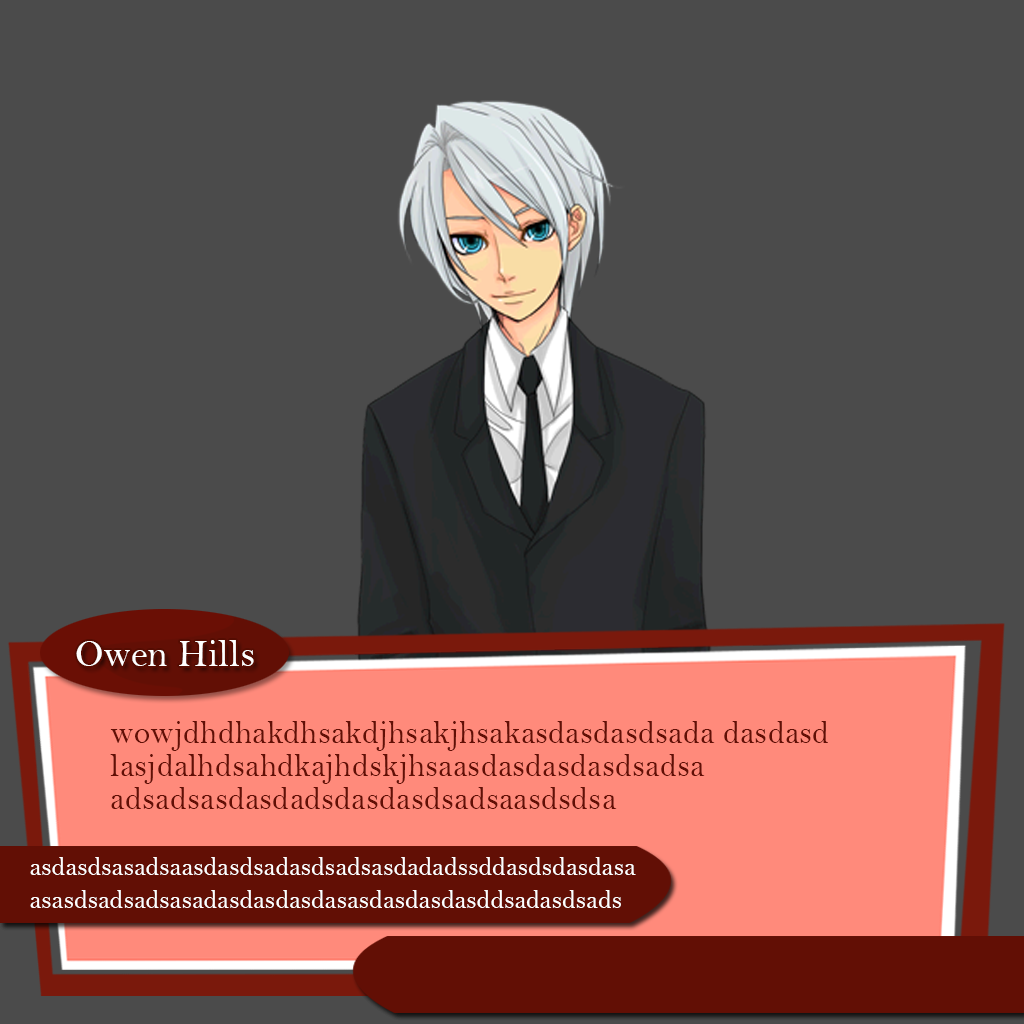 Owen Hills
wowjdhdhakdhsakdjhsakjhsakasdasdasdsada dasdasd
lasjdalhdsahdkajhdskjhsaasdasdasdasdsadsa
adsadsasdasdadsdasdasdsadsaasdsdsa
asdasdsasadsaasdasdsadasdsadsasdadadssddasdsdasdasa
asasdsadsadsasadasdasdasdasasdasdasdasddsadasdsads